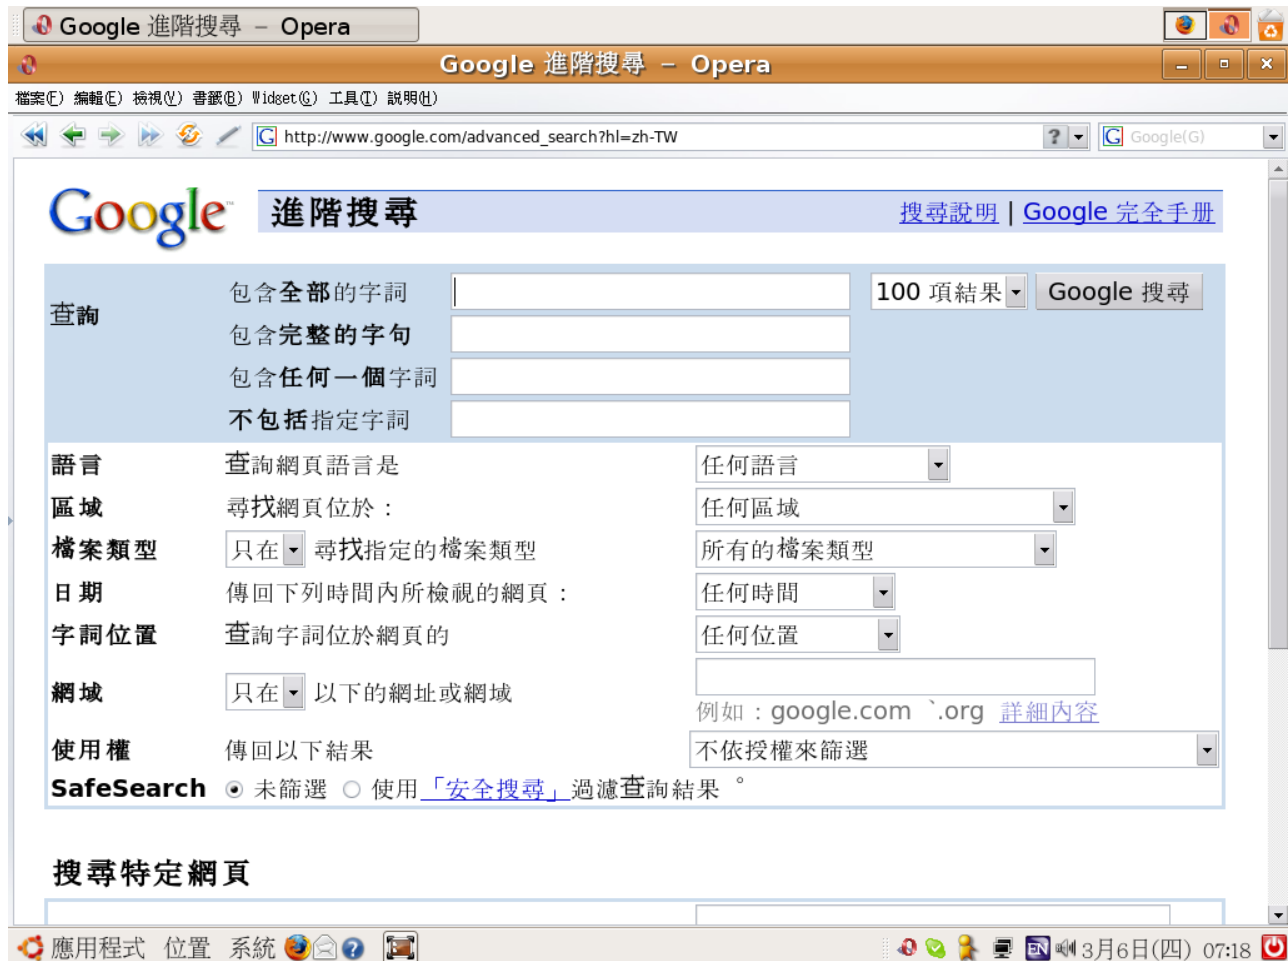 Google 進階搜尋 – Opera
Google 進階搜尋 – Opera
檔案(F) 編輯(E) 檢視(V) 書籤(B) Widget(G) 工具(T) 説明(H)
http://www.google.com/advanced_search?hl=zh-TW ? G Google(G)
Google™ 進階搜尋 搜尋說明 | Google 完全手册
查詢 包含全部的字詞 100 項結果 Google 搜尋
包含完整的字句
包含任何一個字詞
不包括指定字詞
語言 查詢網頁語言是 任何語言
區域 尋找網頁位於： 任何區域
檔案類型 只在 尋找指定的檔案類型 所有的檔案類型
日期 傳回下列時間內所檢視的網頁： 任何時間
字詞位置 查詢字詞位於網頁的 任何位置
網域 只在 以下的網址或網域
例如：google.com、.org 詳細內容
使用權 傳回以下結果 不依授權來篩選
SafeSearch 未篩選 使用「安全搜尋」過濾查詢結果。
搜尋特定網頁
應用程式 位置 系統 ? EN 3月6日(四) 07:18